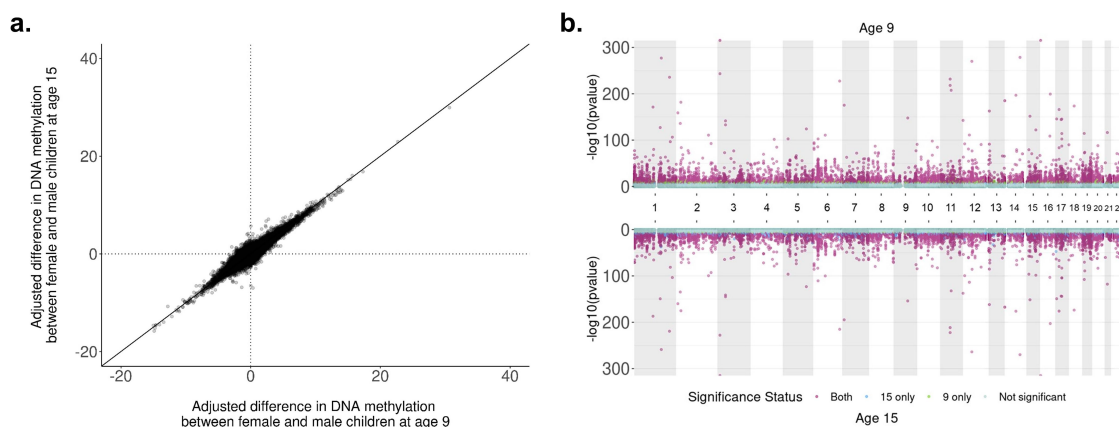 a.
Adjusted difference in DNA methylation
between female and male children at age 15
40
20
0
-20
-20 0 20 40
Adjusted difference in DNA methylation
between female and male children at age 9
b.
Age 9
-log10(pvalue)
300
200
100
0
1 2 3 4 5 6 7 8 9 10 11 12 13 14 15 16 17 18 19 20 21 2
0
100
200
300
-log10(pvalue)
Significance Status Both 15 only 9 only Not significant
Age 15